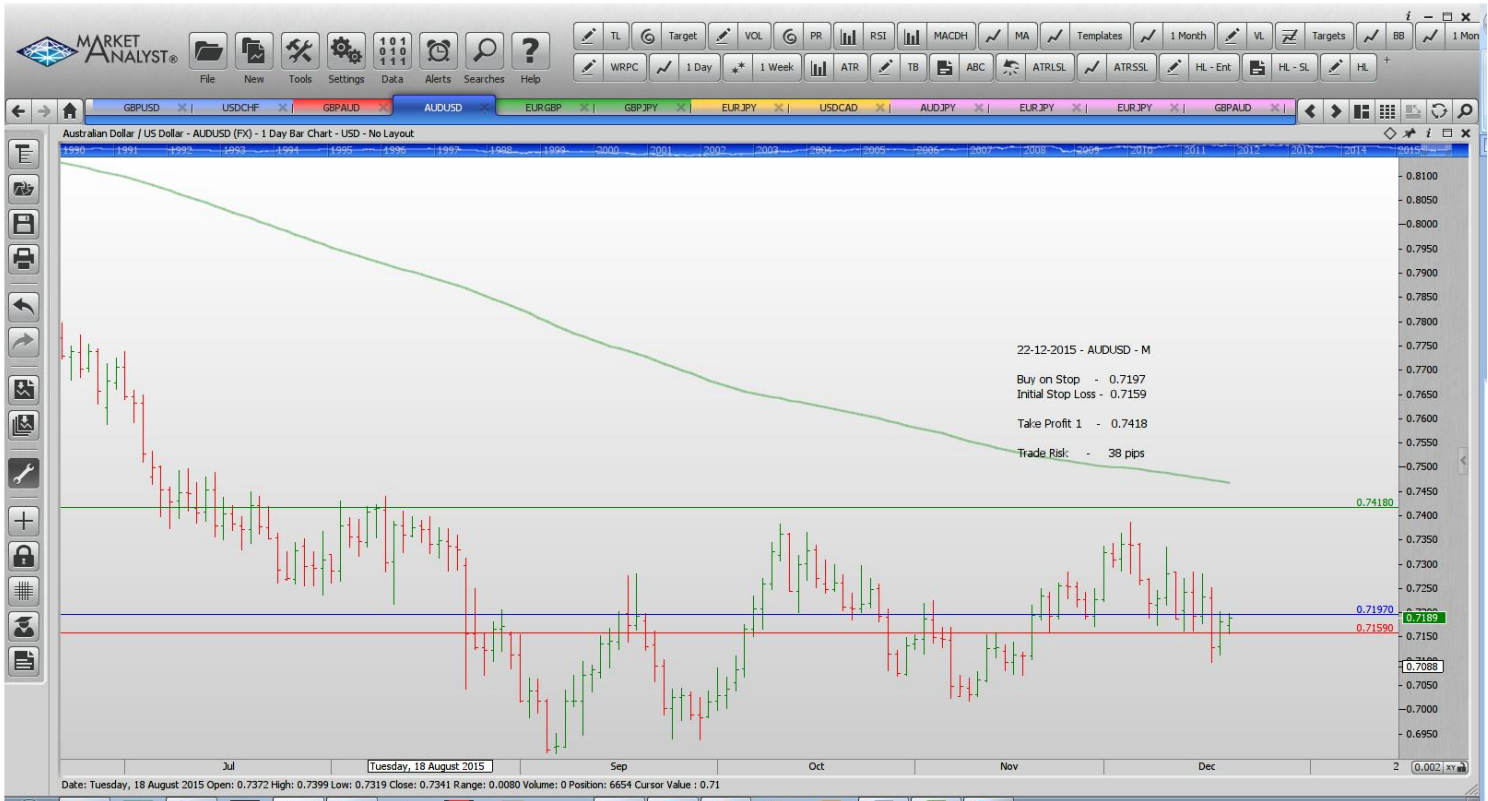 MARKET
ANALYST®
File New Tools Settings Data Alerts Searches Help
TL Target VOL PR RSI MACDH MA Templates 1 Month VL Targets BB 1 Mon
WRPC 1 Day 1 Week ATR TB ABC ATRLSL ATRSSL HL - Ent HL - SL HL
GBPUSD USDCHF GBPAUD AUDUSD EURGBP GBPJPY EURJPY USDCAD AUDJPY EURJPY EURJPY GBPAUD
Australian Dollar / US Dollar - AUDUSD (FX) - 1 Day Bar Chart - USD - No Layout
1990 1991 1992 1993 1994 1995 1996 1997 1998 1999 2000 2001 2002 2003 2004 2005 2006 2007 2008 2009 2010 2011 2012 2013 2014 2015
0.8100
0.8050
0.8000
0.7950
0.7900
0.7850
0.7800
0.7750
0.7700
0.7650
0.7600
0.7550
0.7500
0.7450
0.7400
0.7350
0.7300
0.7250
0.7189
0.7150
0.7088
0.7050
0.7000
0.6950
22-12-2015 - AUDUSD - M
Buy on Stop - 0.7197
Initial Stop Loss - 0.7159
Take Profit 1 - 0.7418
Trade Risk - 38 pips
0.74180
0.71970
0.71590
Jul Tuesday, 18 August 2015 Sep Oct Nov Dec 2 0.002 XY
Date: Tuesday, 18 August 2015 Open: 0.7372 High: 0.7399 Low: 0.7319 Close: 0.7341 Range: 0.0080 Volume: 0 Position: 6654 Cursor Value : 0.71